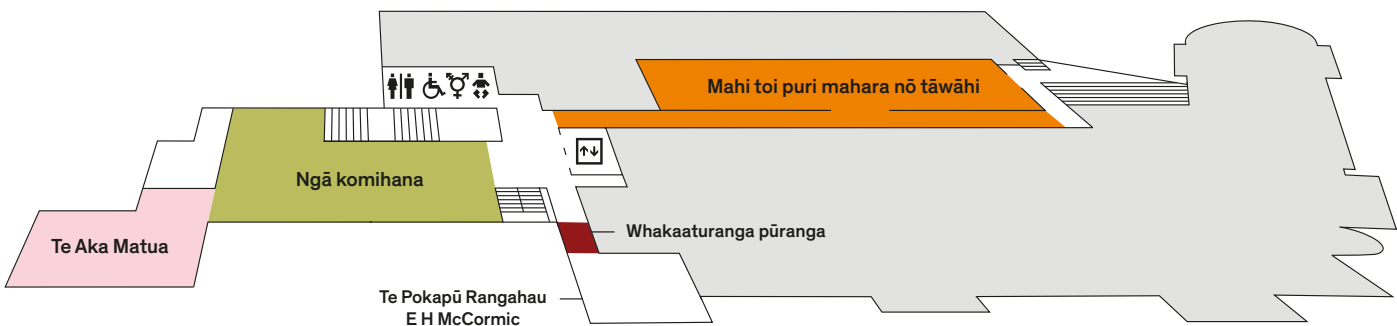 Mahi toi puri mahara nō tāwāhi
Ngā komihana
Te Aka Matua
Whakaaturanga pūranga
Te Pokapū Rangahau
E H McCormic